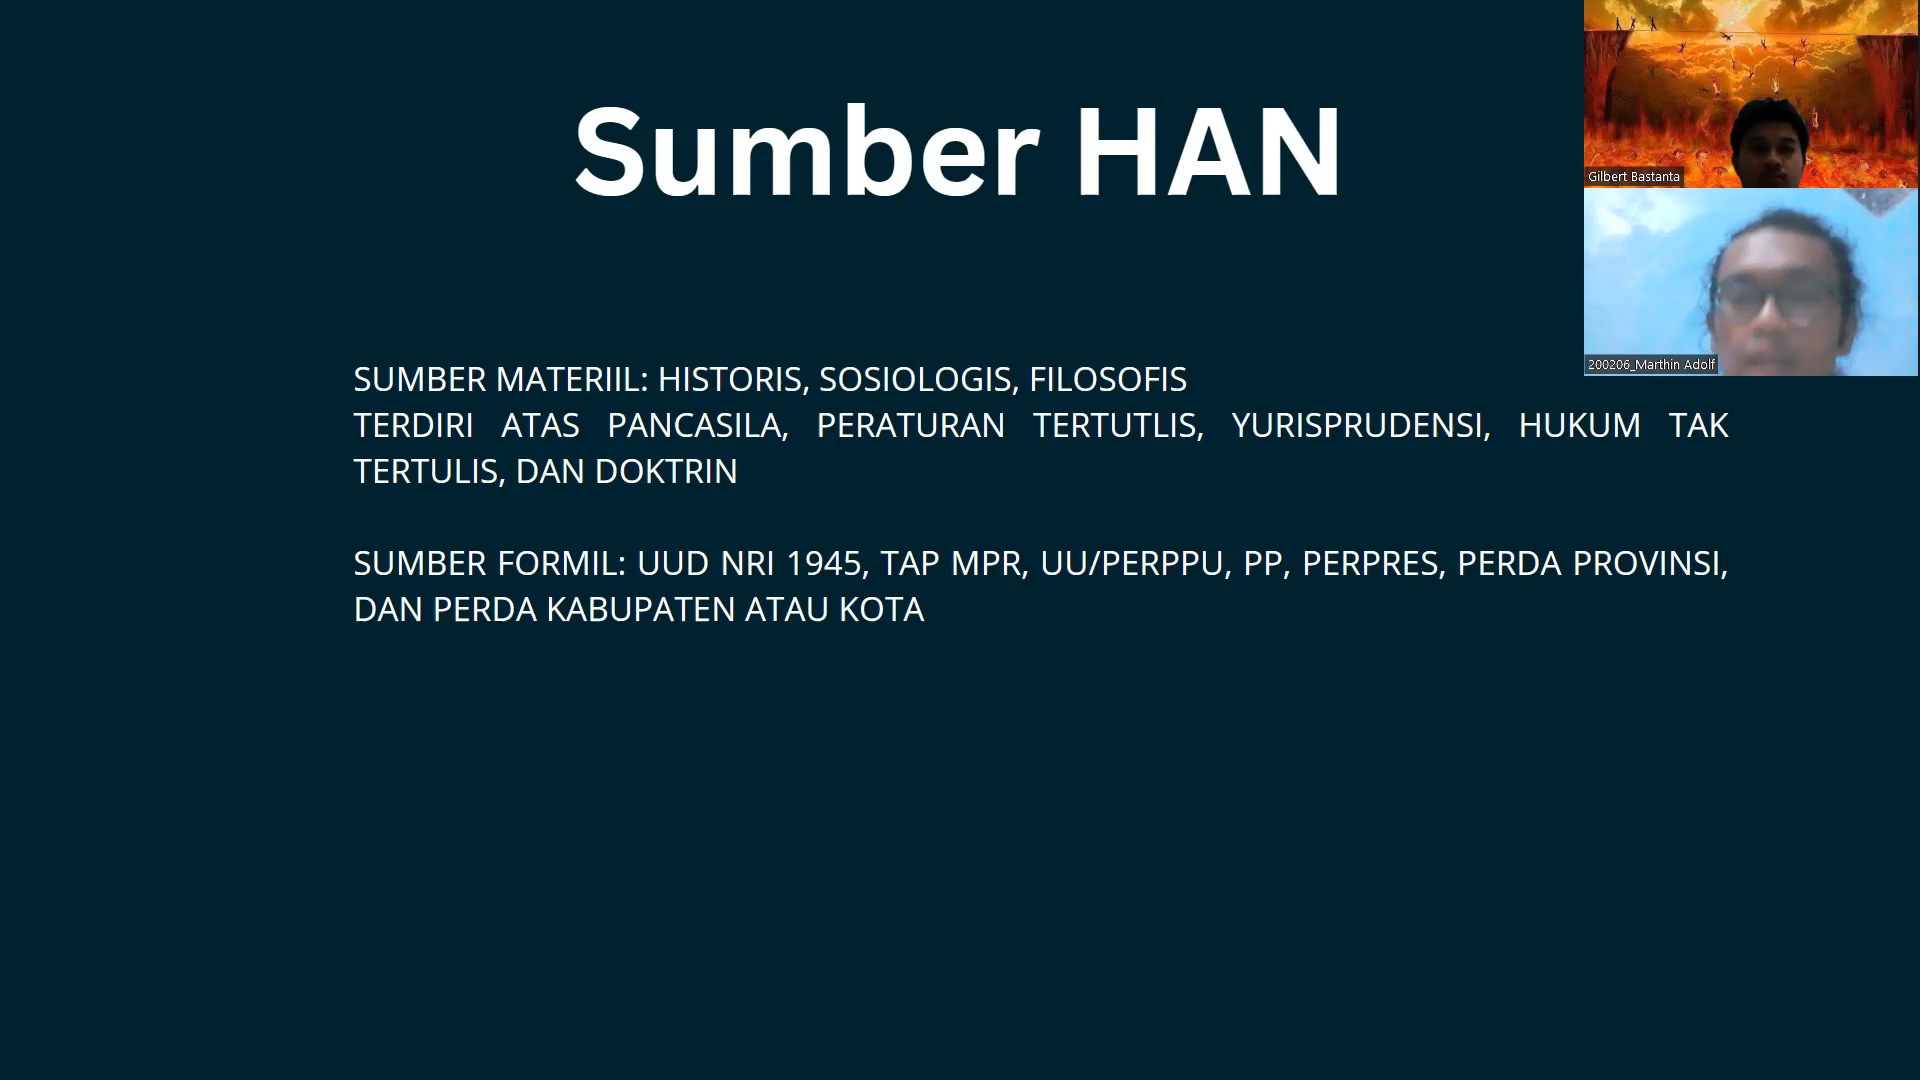 Sumber HAN
SUMBER MATERIIL: HISTORIS, SOSIOLOGIS, FILOSOFIS
TERDIRI ATAS PANCASILA, PERATURAN TERTUTLIS, YURISPRUDENSI, HUKUM TAK
TERTULIS, DAN DOKTRIN
SUMBER FORMIL: UUD NRI 1945, TAP MPR, UU/PERPPU, PP, PERPRES, PERDA PROVINSI,
DAN PERDA KABUPATEN ATAU KOTA
Gilbert Bastanta
200206_Marthin Adolf